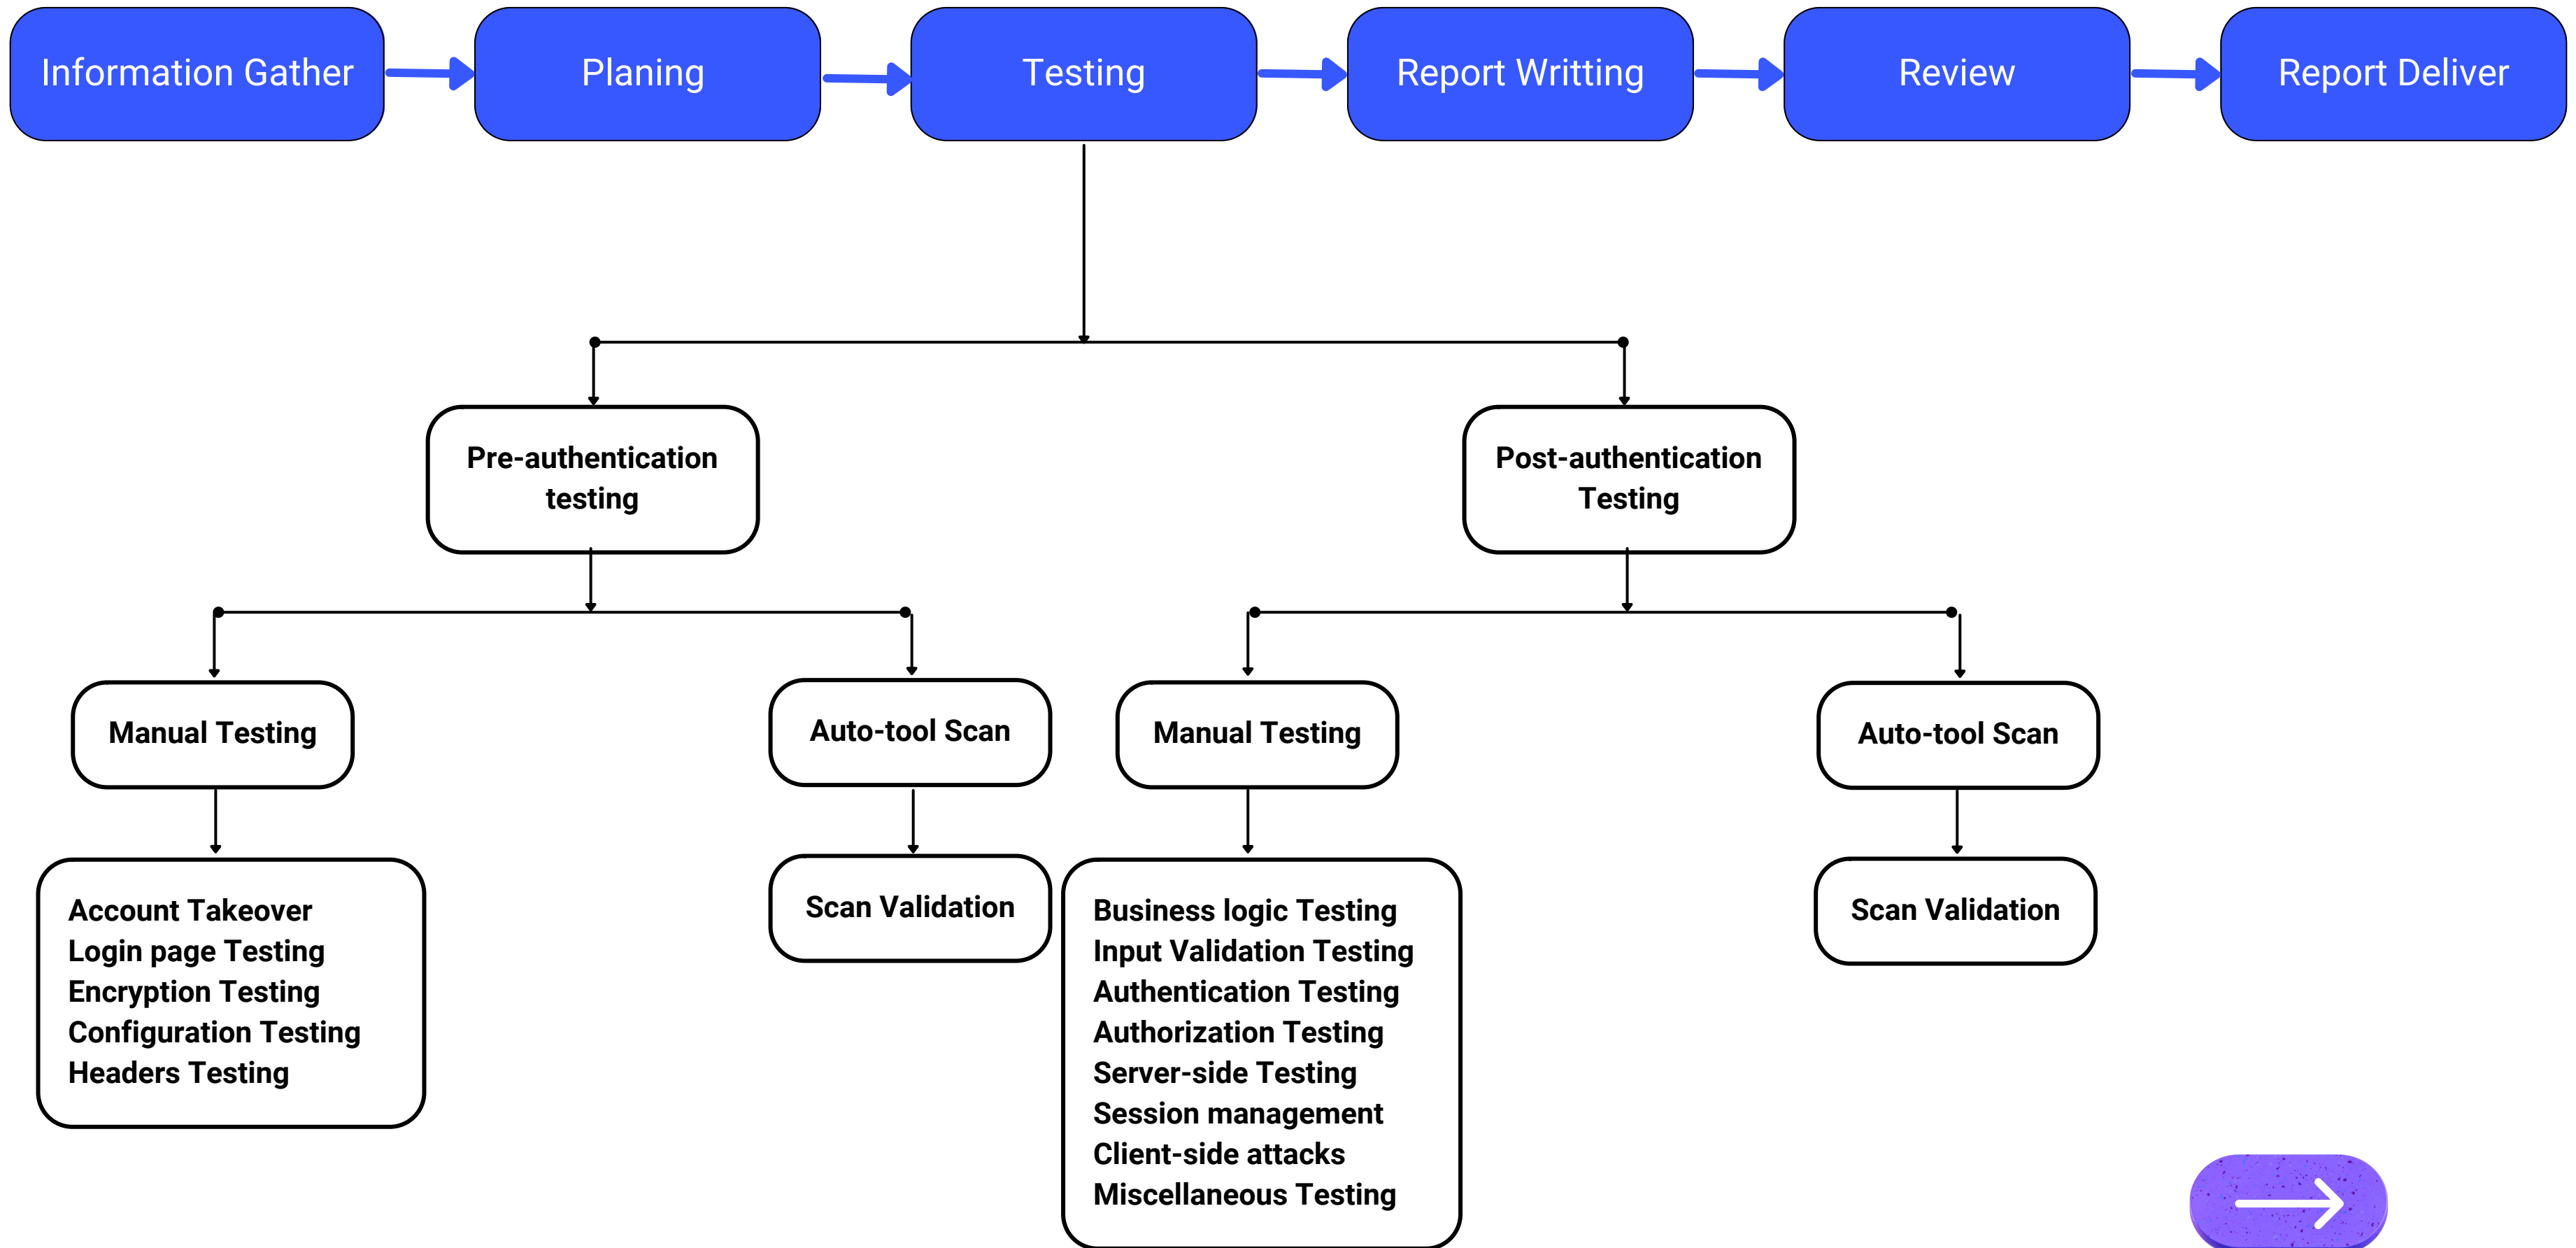 Information Gather
Planing
Testing
Report Writting
Review
Report Deliver
Pre-authentication
testing
Post-authentication
Testing
Manual Testing
Auto-tool Scan
Manual Testing
Auto-tool Scan
Account Takeover
Login page Testing
Encryption Testing
Configuration Testing
Headers Testing
Scan Validation
Business logic Testing
Input Validation Testing
Authentication Testing
Authorization Testing
Server-side Testing
Session management
Client-side attacks
Miscellaneous Testing
Scan Validation